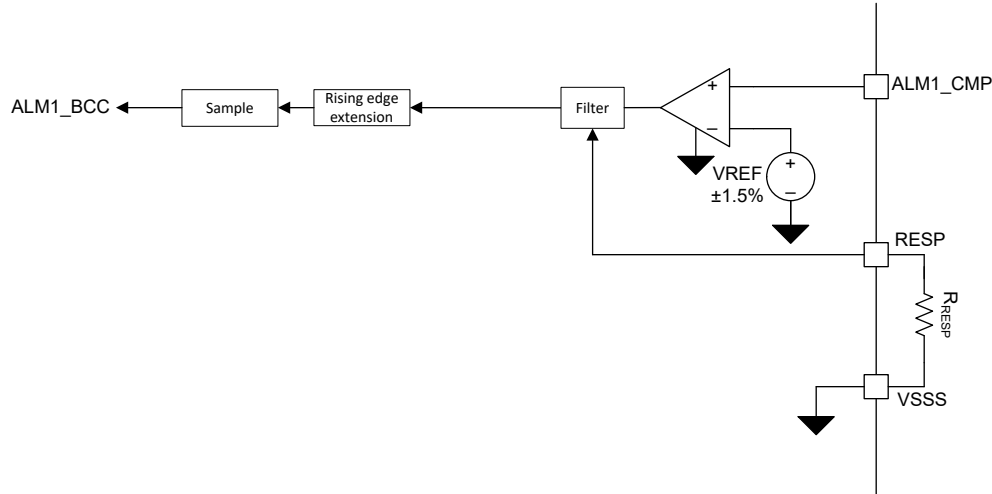 ALM1_CMP
Rising edge
extension
ALM1_BCC
Sample
Filter
+
–
VREF
±1.5%
+
–
RESP
RRESP
VSSS